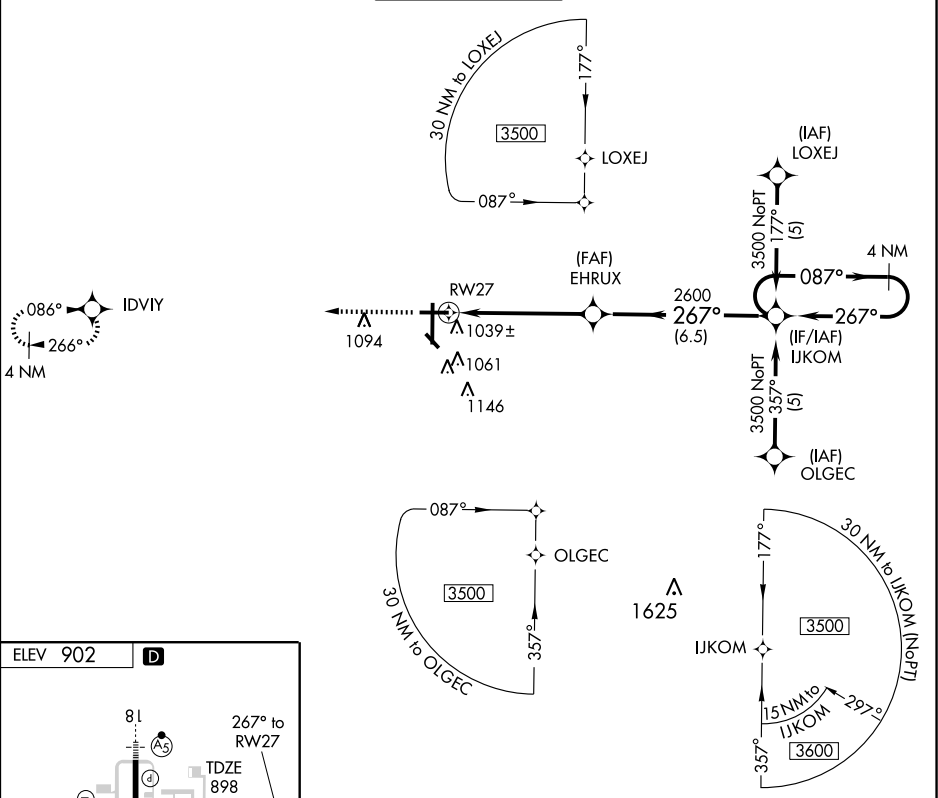 30 NM to LOXEJ
177°
3500
LOXEJ
087°
(IAF)
LOXEJ
3500 NoPT
177°
(5)
4 NM
087°
267°
(IF/IAF)
IJKOM
(FAF)
EHRUX
2600
267°
(6.5)
RW27
1039±
1061
1146
1094
086°
IDVIY
266°
4 NM
3500 NoPT
357°
(5)
(IAF)
OLGEC
087°
OLGEC
3500
357°
30 NM to OLGEC
1625
177°
30 NM to IJKOM (NoPT)
3500
IJKOM
15 NM to
IJKOM
297°
3600
357°
ELEV 902
D
18
A5
P
267° to
RW27
TDZE
898